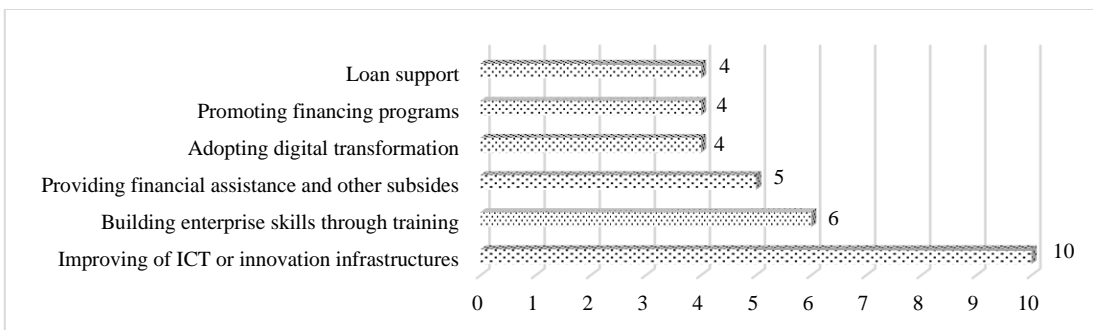 Loan support
4
Promoting financing programs
4
Adopting digital transformation
4
Providing financial assistance and other subsides
5
Building enterprise skills through training
6
Improving of ICT or innovation infrastructures
10
0 1 2 3 4 5 6 7 8 9 10